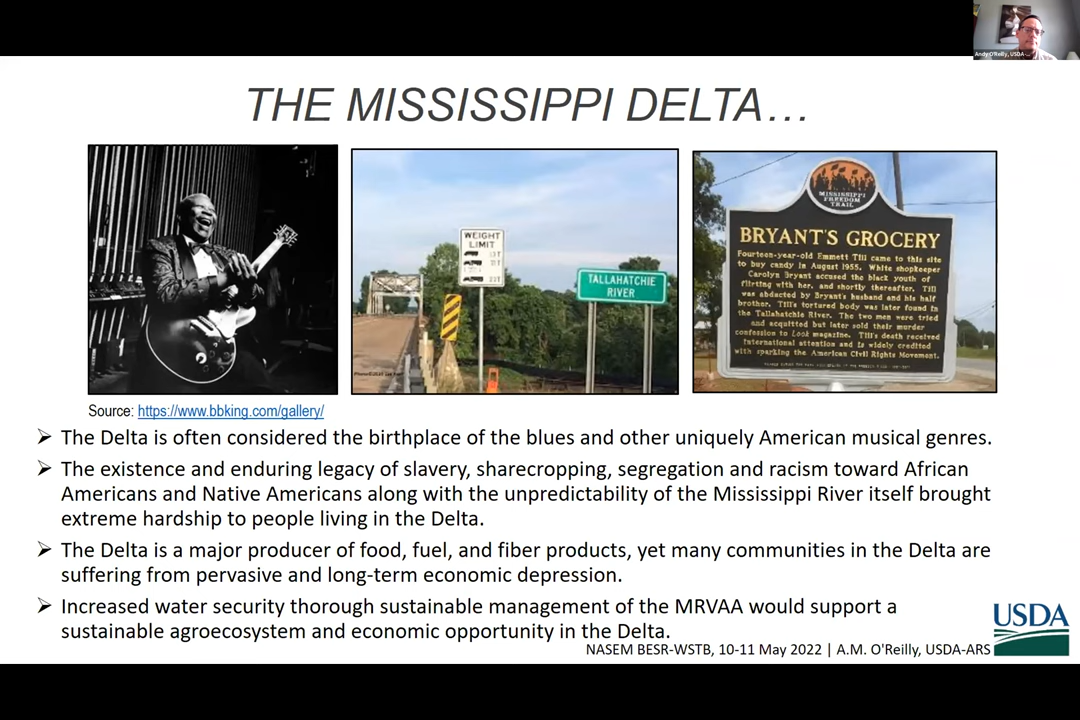 Andy O'Reilly, USDA
THE MISSISSIPPI DELTA…
WEIGHT
LIMIT
TALLAHATCHIE
RIVER
MISSISSIPPI
FREEDOM
TRAIL
BRYANT'S GROCERY
Fourteen-year-old Emmett Till came to this site
to buy candy in August 1955. White shopkeeper
Carolyn Bryant accused the black youth of
flirting with her, and shortly thereafter, Till
was abducted by Bryant's husband and his half
brother. Till's tortured body was later found in
the Tallahatchie River. The two men were tried
and acquitted but later sold their murder
confession to Look magazine. Till's death received
international attention and is widely credited
with sparking the American Civil Rights Movement.
Source: https://www.bbking.com/gallery/
➢ The Delta is often considered the birthplace of the blues and other uniquely American musical genres.
➢ The existence and enduring legacy of slavery, sharecropping, segregation and racism toward African
Americans and Native Americans along with the unpredictability of the Mississippi River itself brought
extreme hardship to people living in the Delta.
➢ The Delta is a major producer of food, fuel, and fiber products, yet many communities in the Delta are
suffering from pervasive and long-term economic depression.
➢ Increased water security thorough sustainable management of the MRVAA would support a
sustainable agroecosystem and economic opportunity in the Delta.
NASEM BESR-WSTB, 10-11 May 2022 | A.M. O'Reilly, USDA-ARS
USDA